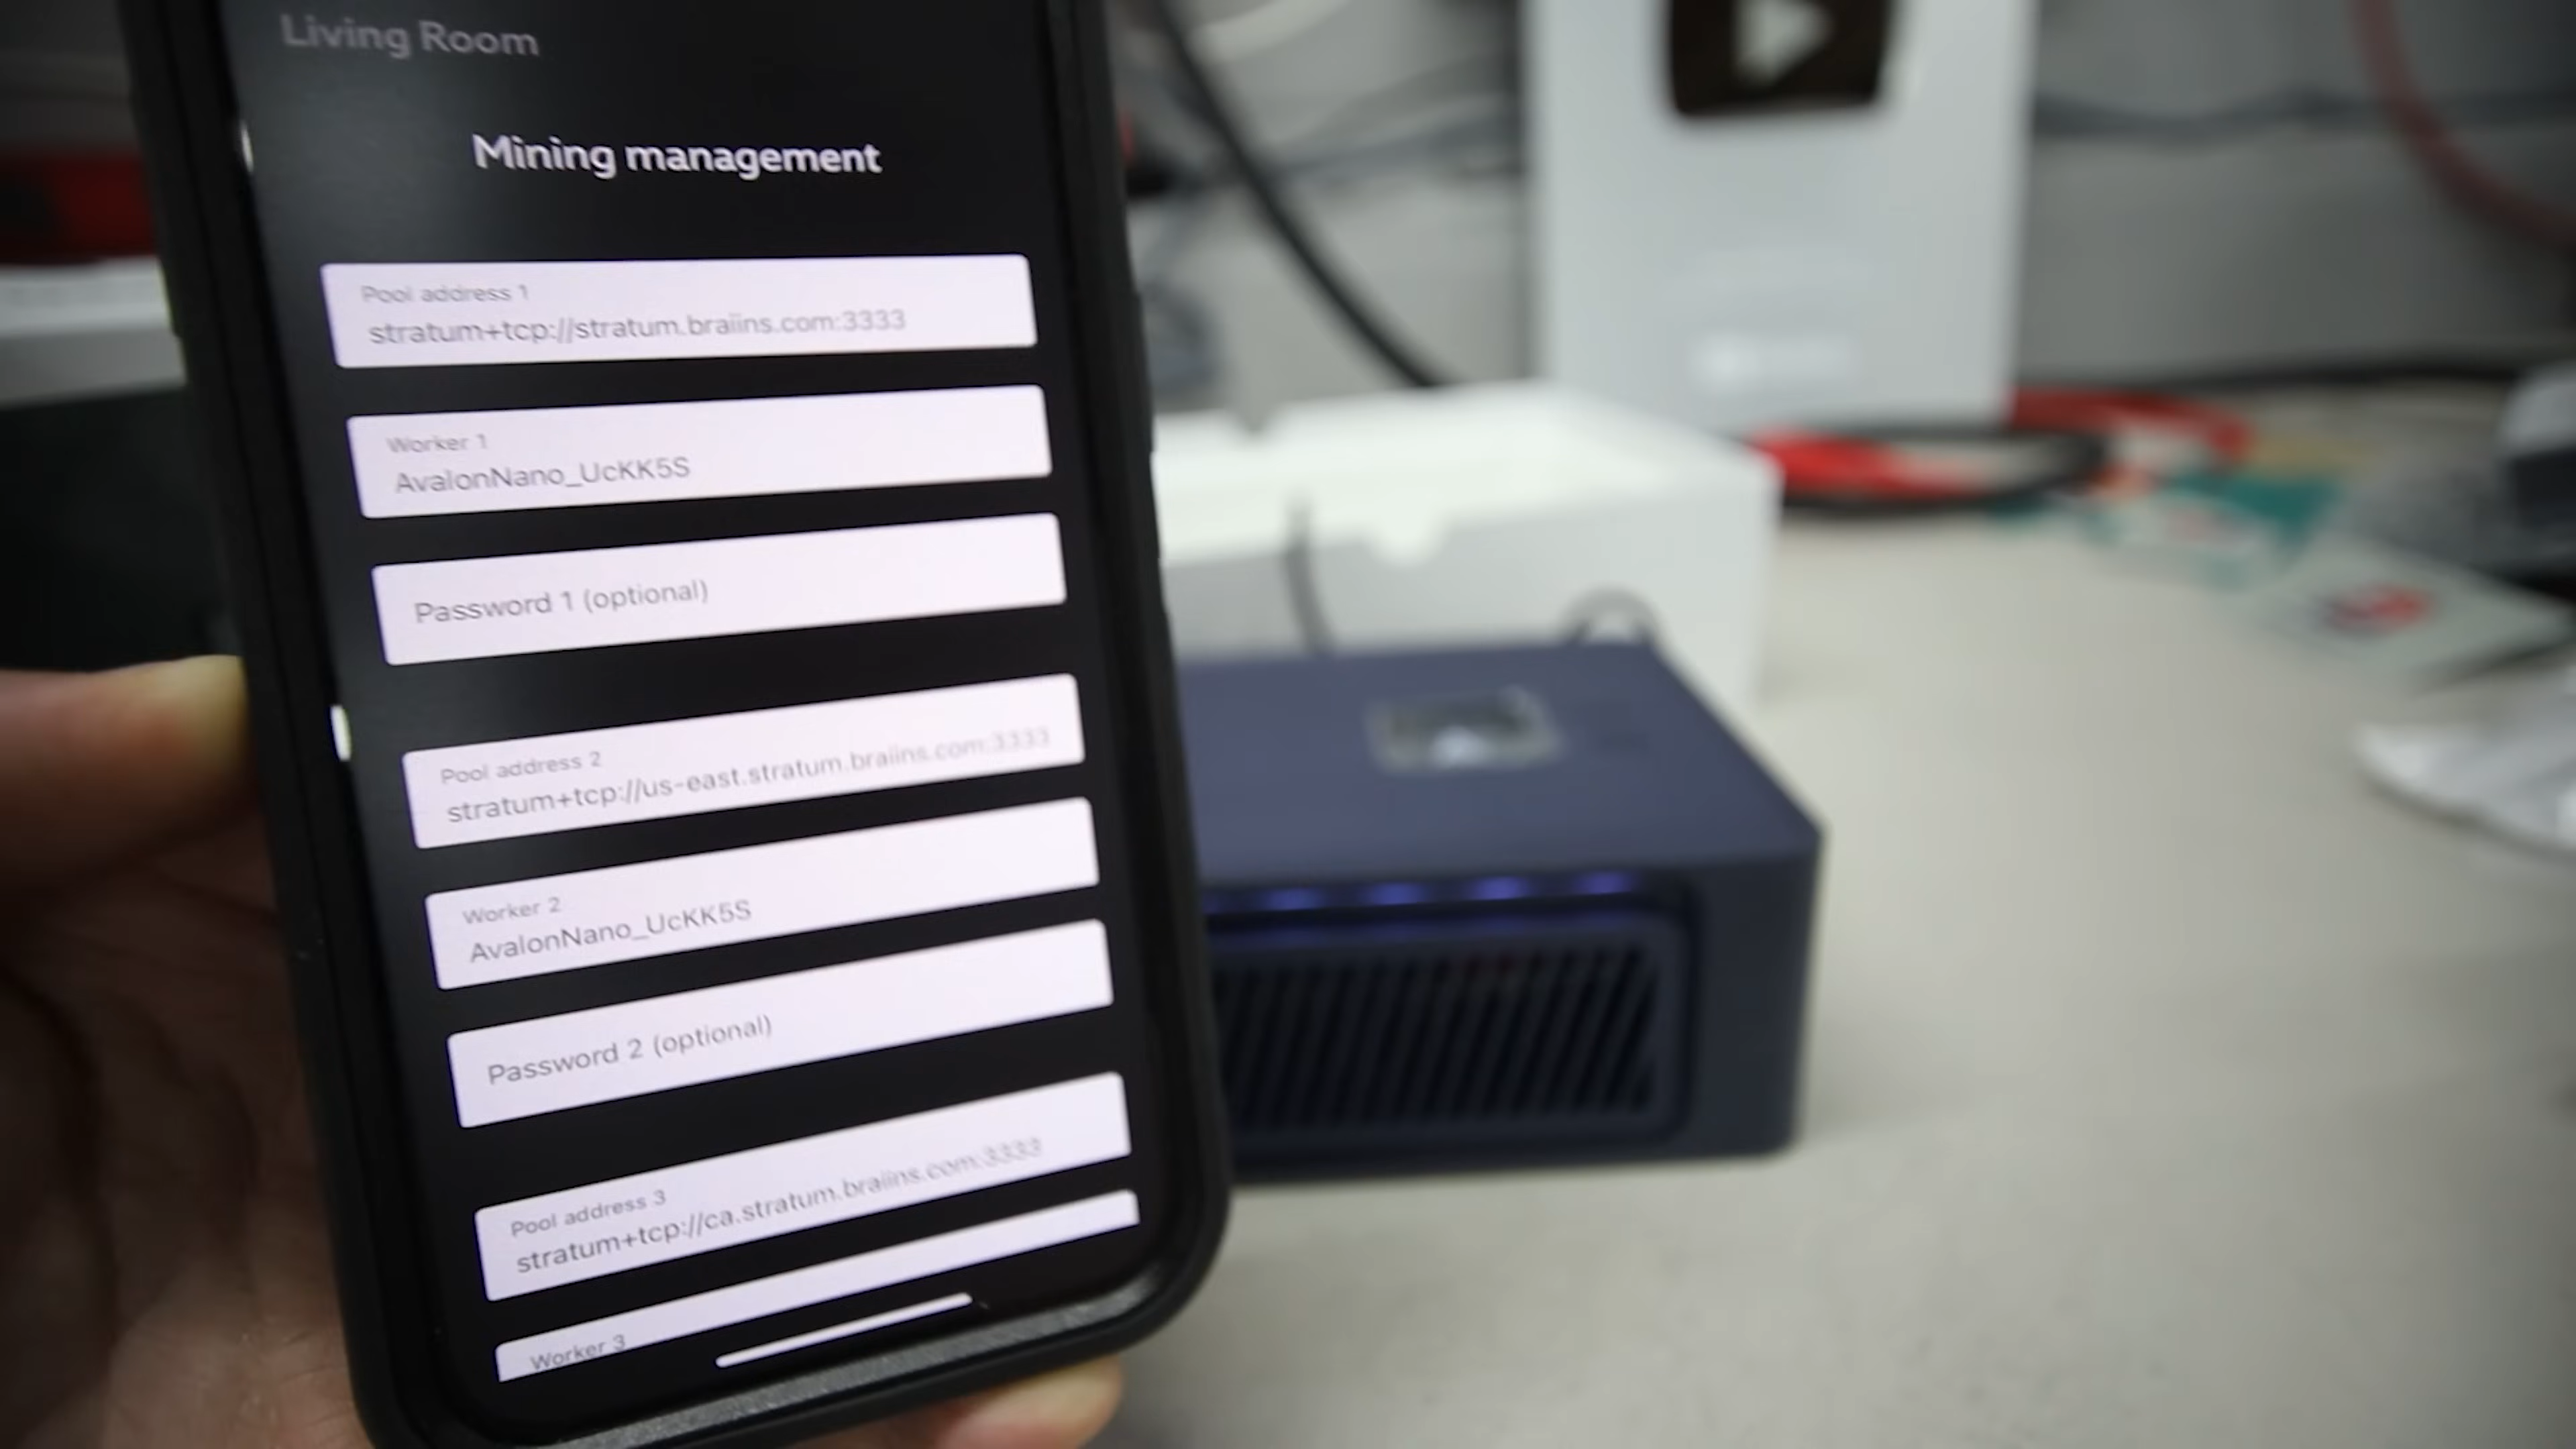 Living Room
Mining management
Pool address 1
stratum+tcp://stratum.braiins.com:3333
Worker 1
AvalonNano_UcKK5S
Password 1 (optional)
Pool address 2
stratum+tcp://us-east.stratum.braiins.com:3333
Worker 2
AvalonNano_UcKK5S
Password 2 (optional)
Pool address 3
stratum+tcp://ca.stratum.braiins.com:3333
Worker 3